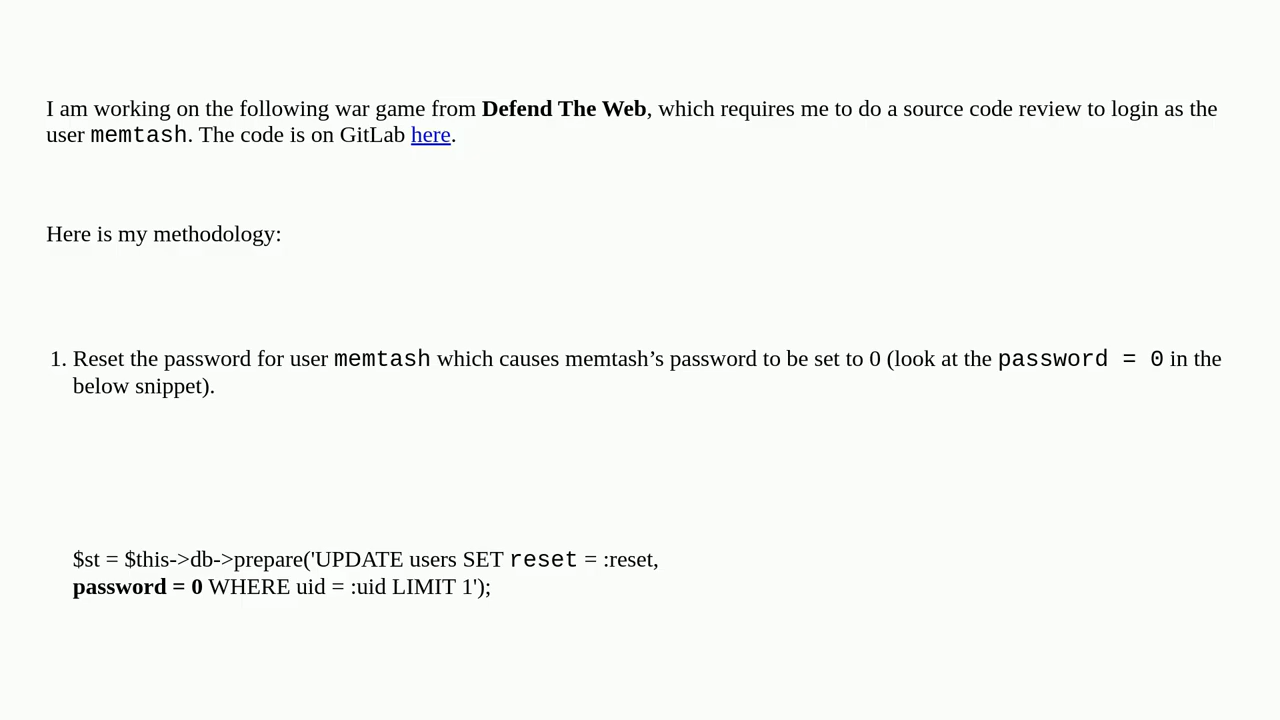 I am working on the following war game from Defend The Web, which requires me to do a source code review to login as the
user memtash. The code is on GitLab here.
Here is my methodology:
1. Reset the password for user memtash which causes memtash’s password to be set to 0 (look at the password = 0 in the
below snippet).
$st = $this->db->prepare('UPDATE users SET reset = :reset,
password = 0 WHERE uid = :uid LIMIT 1');